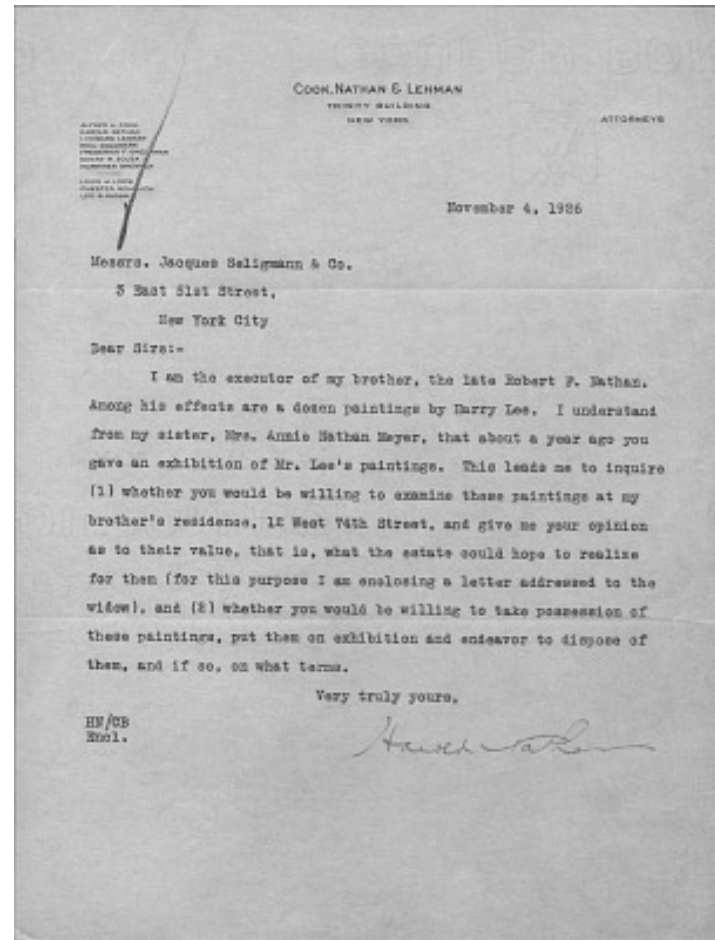 COOK, NATHAN & LEHMAN
TRINITY BUILDING
NEW YORK
ATTORNEYS
ALFRED A. COOK
HAROLD NATHAN
November 4, 1926
Messrs. Jacques Seligmann & Co.
3 East 51st Street,
New York City
Dear Sirs:-
I am the executor of my brother, the late Robert F. Nathan.
Among his effects are a dozen paintings by Harry Lee. I understand
from my sister, Mrs. Annie Nathan Meyer, that about a year ago you
gave an exhibition of Mr. Lee's paintings. This leads me to inquire
(1) whether you would be willing to examine these paintings at my
brother's residence, 12 West 74th Street, and give me your opinion
as to their value, that is, what the estate could hope to realize
for them (for this purpose I am enclosing a letter addressed to the
widow), and (2) whether you would be willing to take possession of
these paintings, put them on exhibition and endeavor to dispose of
them, and if so, on what terms.
Very truly yours,
HN/CB
Encl.
Harold Nathan